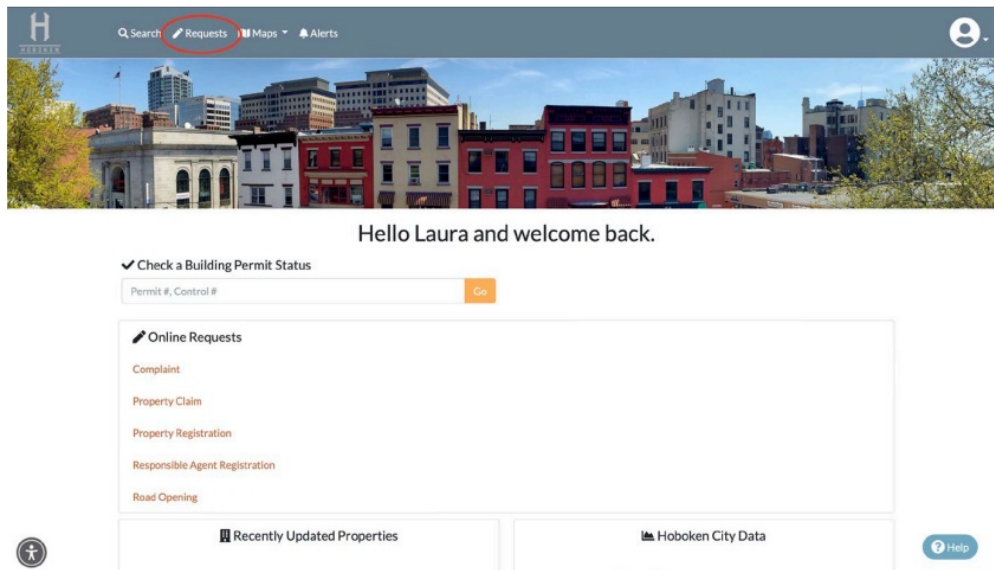 H
HOBOKEN
Search Requests Maps Alerts
Hello Laura and welcome back.
Check a Building Permit Status
Permit #, Control #
Go
Online Requests
Complaint
Property Claim
Property Registration
Responsible Agent Registration
Road Opening
Recently Updated Properties
Hoboken City Data
Help